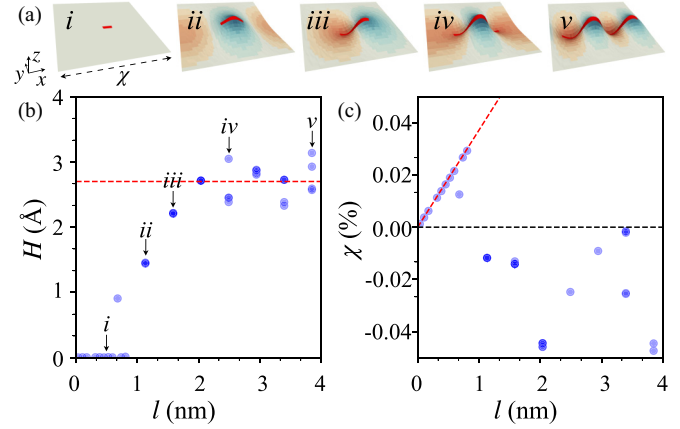 (a) i ii iii iv v
z
y
x
χ
(b) (c)
4
3
2
1
0
H (Å)
i
ii
iii
iv
v
0 1 2 3 4
l (nm)
0.04
0.02
0.00
-0.02
-0.04
χ (%)
0 1 2 3 4
l (nm)